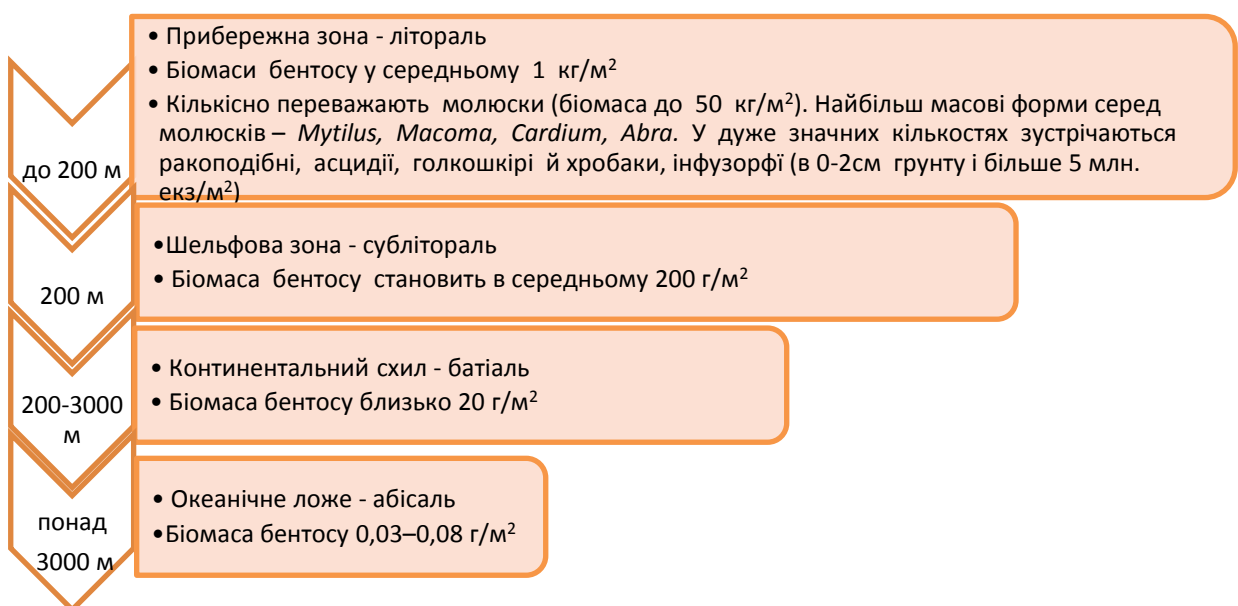 • Прибережна зона - літораль
• Біомаси бентосу у середньому 1 кг/м²
• Кількісно переважають молюски (біомаса до 50 кг/м²). Найбільш масові форми серед
молюсків – Mytilus, Macoma, Cardium, Abra. У дуже значних кількостях зустрічаються
ракоподібні, асцидії, голкошкірі й хробаки, інфузорфї (в 0-2см грунту і більше 5 млн.
екз/м²)
до 200 м
•Шельфова зона - сублітораль
• Біомаса бентосу становить в середньому 200 г/м²
200 м
• Континентальний схил - батіаль
• Біомаса бентосу близько 20 г/м²
200-3000
м
• Океанічне ложе - абісаль
•Біомаса бентосу 0,03–0,08 г/м²
понад
3000 м